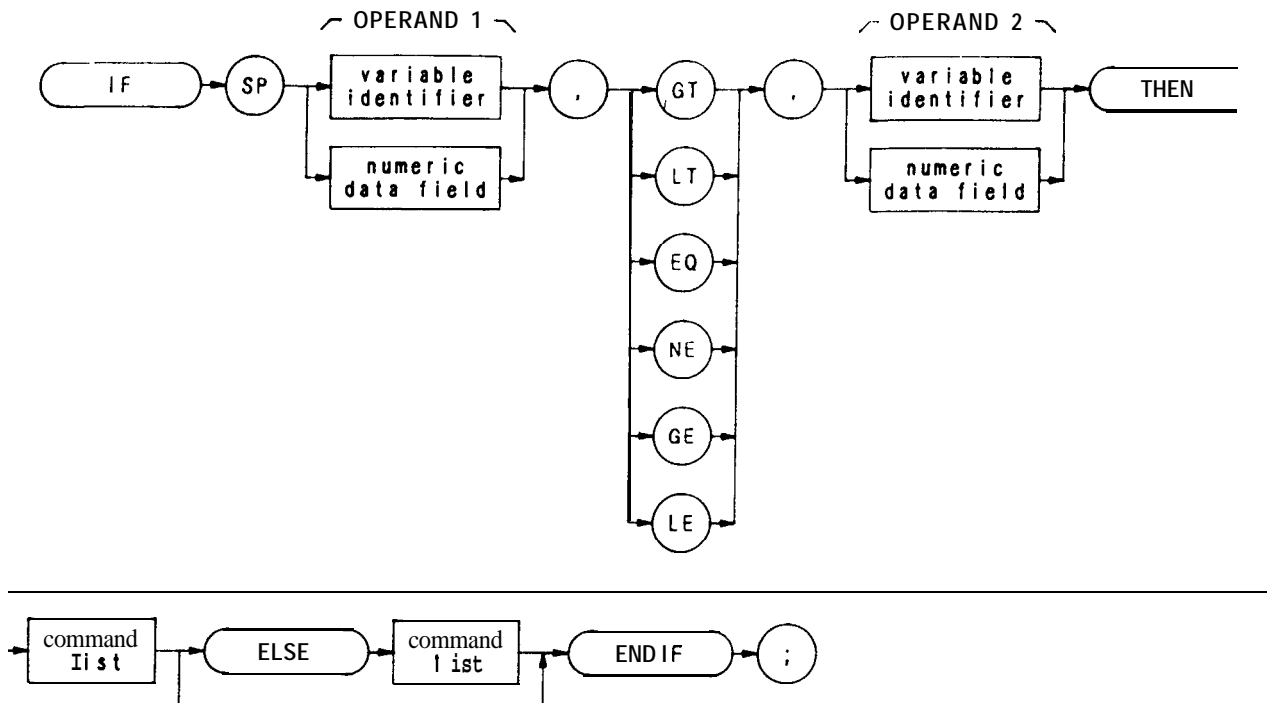 OPERAND 1
OPERAND 2
IF
SP
variable
identifier
numeric
data field
,
GT
LT
EQ
NE
GE
LE
,
variable
identifier
numeric
data field
THEN
command
list
ELSE
command
list
ENDIF
;